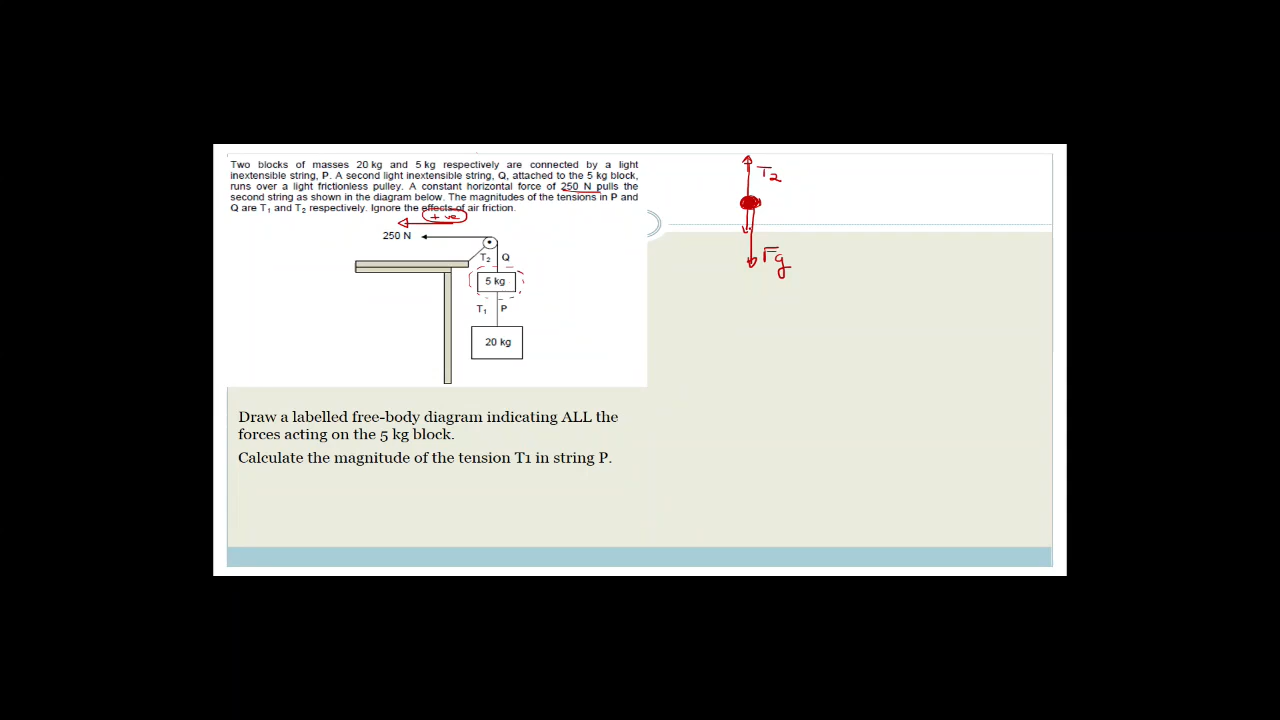 Two blocks of masses 20 kg and 5 kg respectively are connected by a light
inextensible string, P. A second light inextensible string, Q, attached to the 5 kg block,
runs over a light frictionless pulley. A constant horizontal force of 250 N pulls the
second string as shown in the diagram below. The magnitudes of the tensions in P and
Q are T₁ and T₂ respectively. Ignore the effects of air friction.
+ ve
250 N
T₂ Q
5 kg
T₁ P
20 kg
Draw a labelled free-body diagram indicating ALL the
forces acting on the 5 kg block.
Calculate the magnitude of the tension T1 in string P.
T₂
Fg